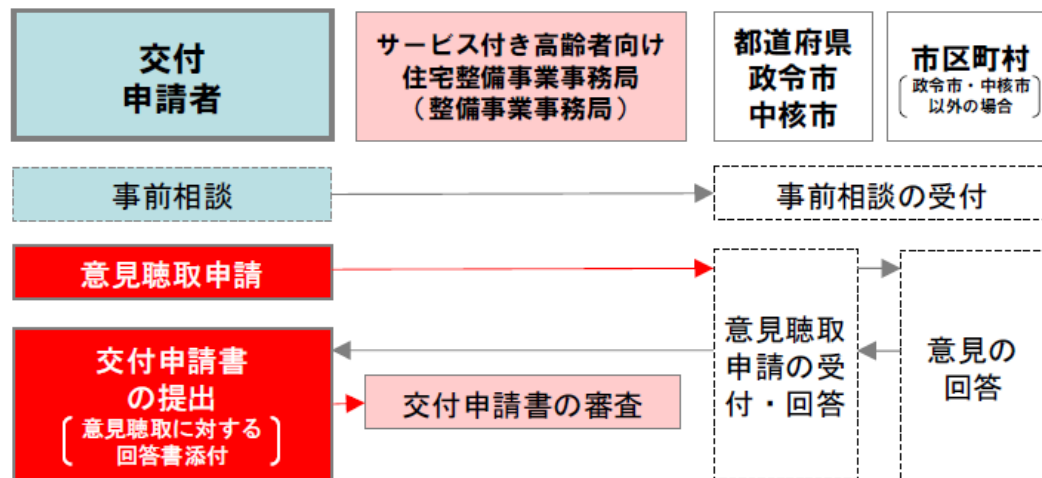 交付
申請者
サービス付き高齢者向け
住宅整備事業事務局
（整備事業事務局）
都道府県
政令市
中核市
市区町村
政令市・中核市
以外の場合
事前相談
事前相談の受付
意見聴取申請
意見聴取
申請の受
付・回答
意見の
回答
交付申請書
の提出
意見聴取に対する
回答書添付
交付申請書の審査